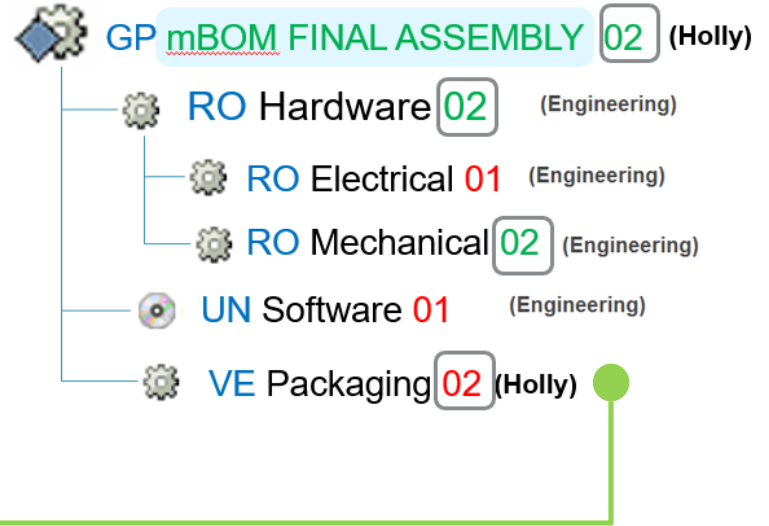 GP mBOM FINAL ASSEMBLY 02 (Holly)
RO Hardware 02 (Engineering)
RO Electrical 01 (Engineering)
RO Mechanical 02 (Engineering)
UN Software 01 (Engineering)
VE Packaging 02 (Holly)